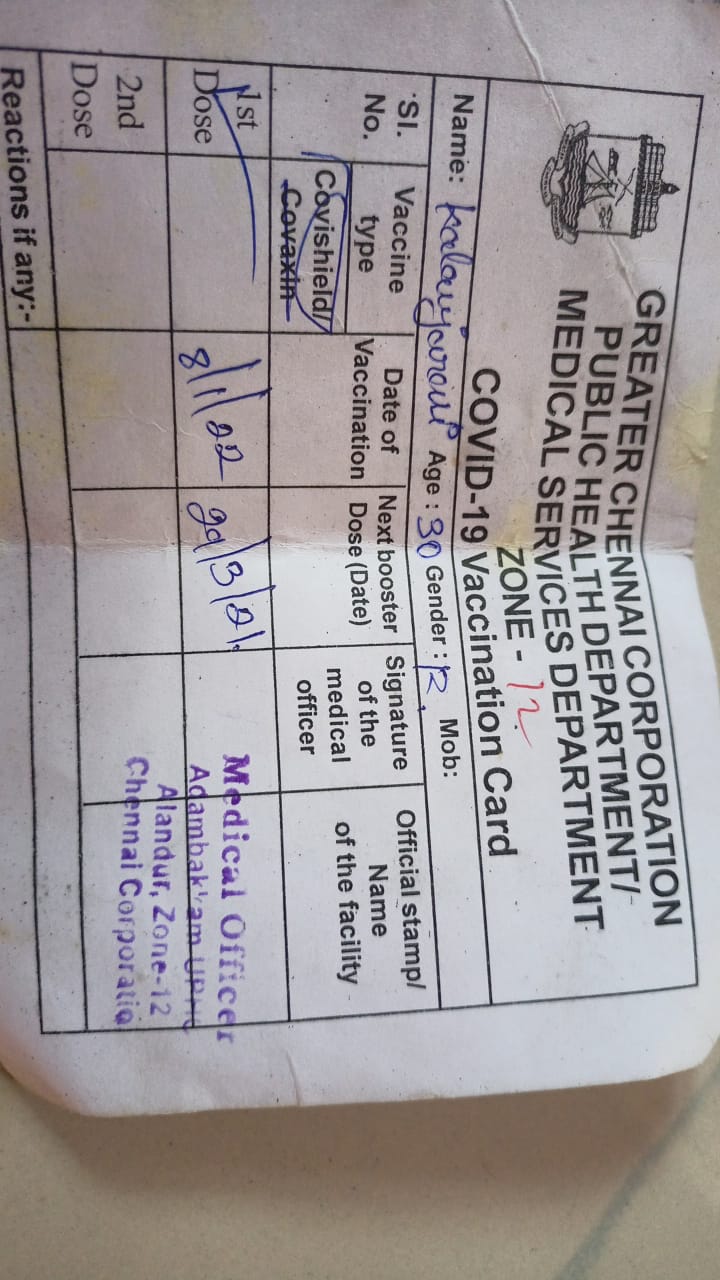 GREATER CHENNAI CORPORATION
PUBLIC HEALTH DEPARTMENT/
MEDICAL SERVICES DEPARTMENT
ZONE - 12
COVID-19 Vaccination Card
Name: Age : 30 Gender : Mob:
Sl. No. Vaccine type Date of Vaccination Next booster Dose (Date) Signature of the medical officer Official stamp/ Name of the facility
Covishield/
Covaxin
1st Dose 8/1/22
Medical Officer
Adambakkam UPHC
Alandur, Zone-12
Chennai Corporatio
2nd Dose
Reactions if any:-